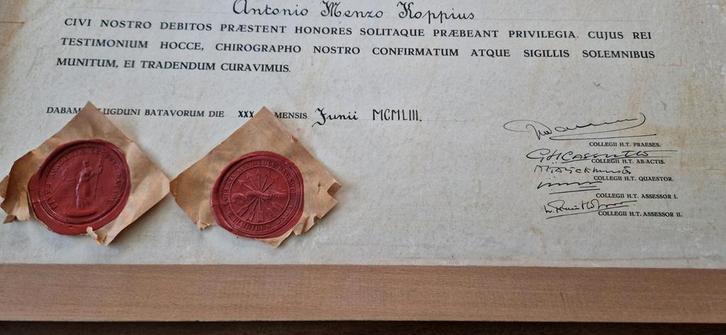 Antonio Menzo Koppius
CIVI NOSTRO DEBITOS PRÆSTENT HONORES SOLITAQUE PRÆBEANT PRIVILEGIA. CUJUS REI
TESTIMONIUM HOCCE, CHIROGRAPHO NOSTRO CONFIRMATUM ATQUE SIGILLIS SOLEMNIBUS
MUNITUM, EI TRADENDUM CURAVIMUS.
DABAM LUGDUNI BATAVORUM DIE XXX MENSIS Junii MCMLIII.
COLLEGII H.T. PRAESES.
COLLEGII H.T. AB-ACTIS.
COLLEGII H.T. QUAESTOR.
COLLEGII H.T. ASSESSOR I.
COLLEGII H.T. ASSESSOR II.